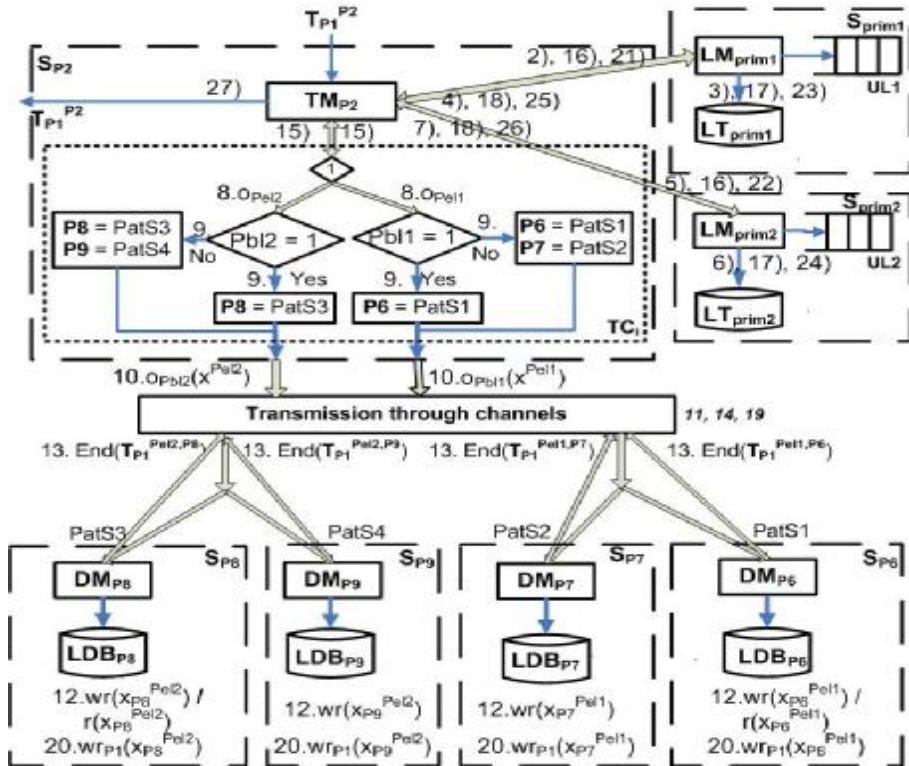 T_P1^P2
S_P2
2), 16), 21)
LM_prim1
S_prim1
UL1
27)
T_P1^P2
TM_P2
4), 18), 25)
3), 17), 23)
LT_prim1
15) 15)
7), 18), 26)
1
8.o_Pel2
8.o_Pel1
5), 16), 22)
S_prim2
LM_prim2
UL2
P8 = PatS3
P9 = PatS4
9.
No
Pbl2 = 1
Pbl1 = 1
9.
No
P6 = PatS1
P7 = PatS2
6), 17), 24)
9. Yes
9. Yes
P8 = PatS3
P6 = PatS1
TC_i
LT_prim2
10.o_Pbl2(x^Pel2)
10.o_Pbl1(x^Pel1)
Transmission through channels
11, 14, 19
13. End(T_P1^Pel2,P8)
13. End(T_P1^Pel2,P9)
13. End(T_P1^Pel1,P7)
13. End(T_P1^Pel1,P6)
PatS3
PatS4
PatS2
PatS1
S_P8
S_P9
S_P7
S_P6
DM_P8
DM_P9
DM_P7
DM_P6
LDB_P8
LDB_P9
LDB_P7
LDB_P6
12.wr(x_P8^Pel2) /
r(x_P8^Pel2)
20.wr_P1(x_P8^Pel2)
12.wr(x_P9^Pel2)
20.wr_P1(x_P9^Pel2)
12.wr(x_P7^Pel1)
20.wr_P1(x_P7^Pel1)
12.wr(x_P6^Pel1) /
r(x_P6^Pel1)
20.wr_P1(x_P6^Pel1)